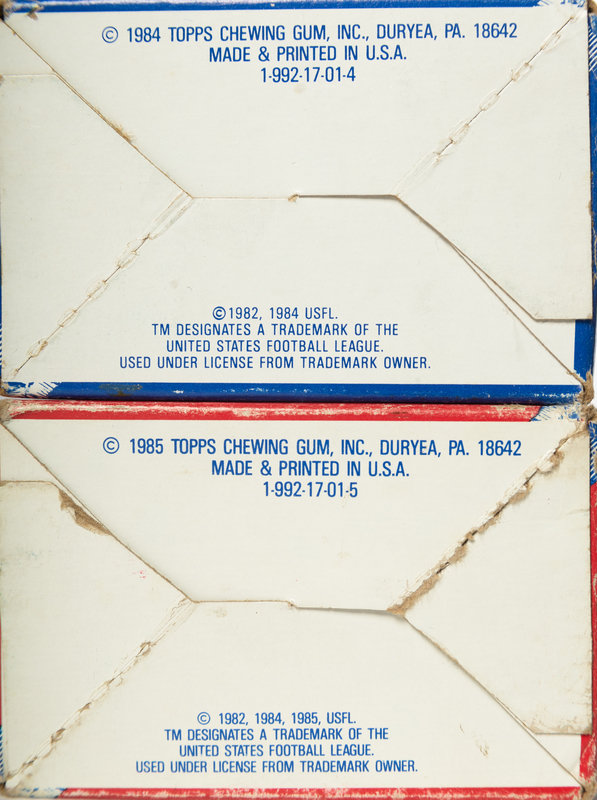 © 1984 TOPPS CHEWING GUM, INC., DURYEA, PA. 18642
MADE & PRINTED IN U.S.A.
1-992-17-01-4
©1982, 1984 USFL.
TM DESIGNATES A TRADEMARK OF THE
UNITED STATES FOOTBALL LEAGUE.
USED UNDER LICENSE FROM TRADEMARK OWNER.
© 1985 TOPPS CHEWING GUM, INC., DURYEA, PA. 18642
MADE & PRINTED IN U.S.A.
1-992-17-01-5
© 1982, 1984, 1985, USFL.
TM DESIGNATES A TRADEMARK OF THE
UNITED STATES FOOTBALL LEAGUE.
USED UNDER LICENSE FROM TRADEMARK OWNER.